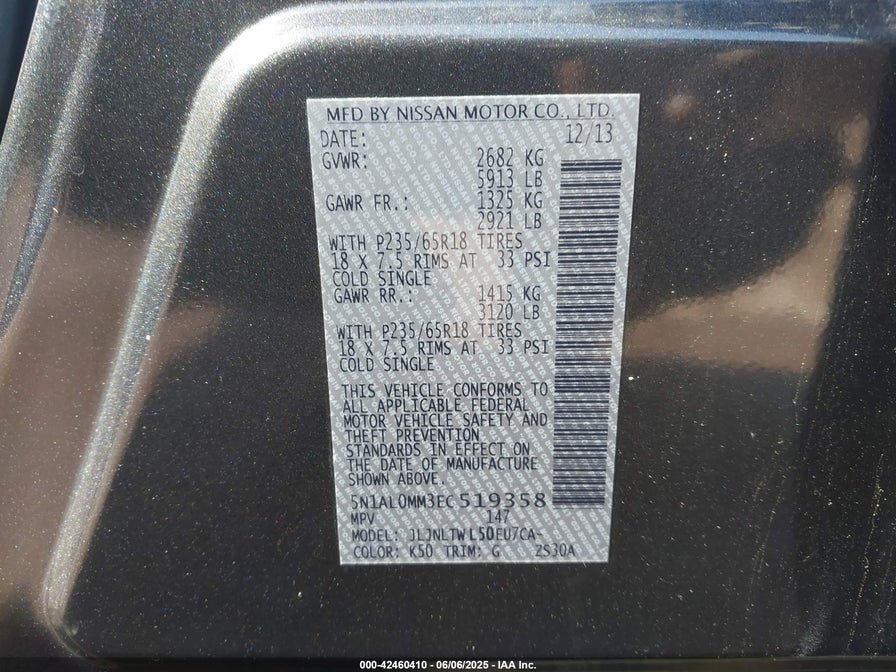 MFD BY NISSAN MOTOR CO., LTD.
DATE: 12/13
GVWR: 2682 KG
5913 LB
GAWR FR.: 1325 KG
2921 LB
WITH P235/65R18 TIRES
18 X 7.5 RIMS AT 33 PSI
COLD SINGLE
GAWR RR.: 1415 KG
3120 LB
WITH P235/65R18 TIRES
18 X 7.5 RIMS AT 33 PSI
COLD SINGLE
THIS VEHICLE CONFORMS TO
ALL APPLICABLE FEDERAL
MOTOR VEHICLE SAFETY AND
THEFT PREVENTION
STANDARDS IN EFFECT ON
THE DATE OF MANUFACTURE
SHOWN ABOVE.
5N1AL0MM3EC519358
MPV 147
MODEL: JLJNLTWL50EU7CA-
COLOR: K50 TRIM: G ZS30A
000-42460410 - 06/06/2025 - IAA Inc.